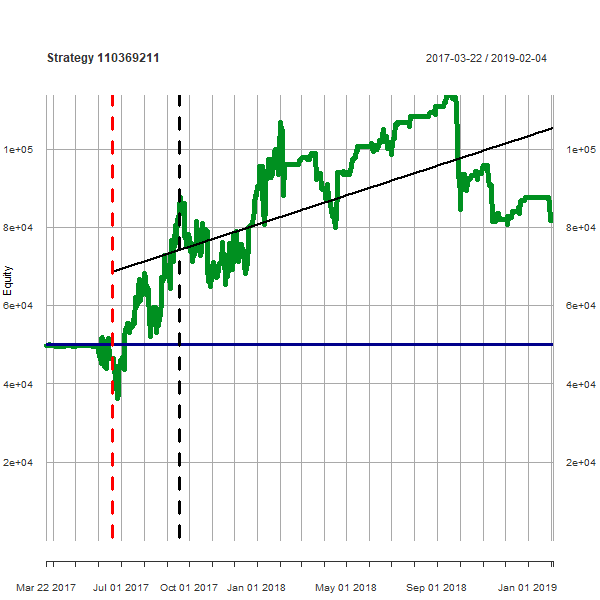 Strategy 110369211
2017-03-22 / 2019-02-04
1e+05
1e+05
8e+04
8e+04
Equity
6e+04
6e+04
4e+04
4e+04
2e+04
2e+04
Mar 22 2017
Jul 01 2017
Oct 01 2017
Jan 01 2018
May 01 2018
Sep 01 2018
Jan 01 2019